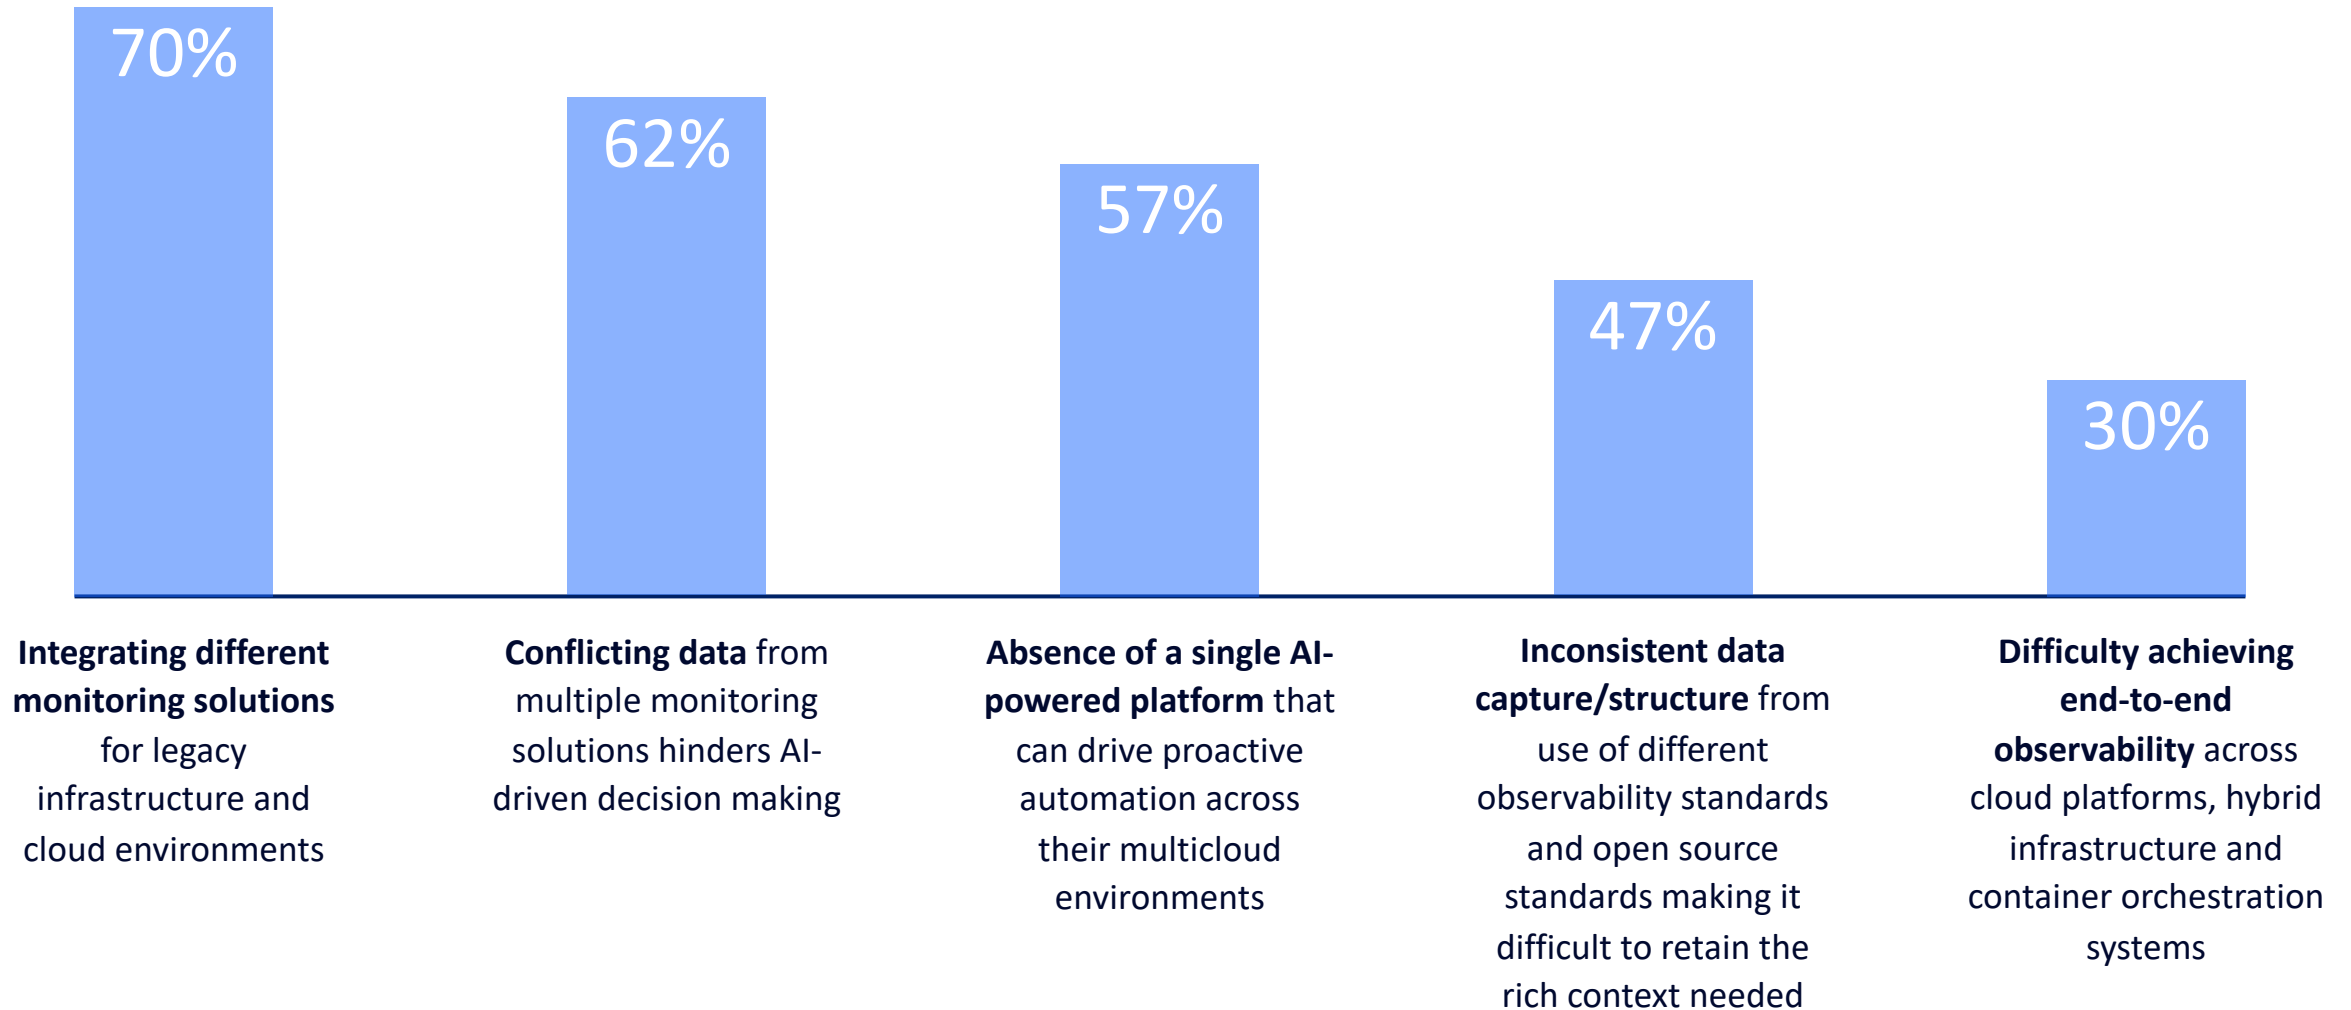 70%
62%
57%
47%
30%
Integrating different
monitoring solutions
for legacy
infrastructure and
cloud environments
Conflicting data from
multiple monitoring
solutions hinders AI-
driven decision making
Absence of a single AI-
powered platform that
can drive proactive
automation across
their multicloud
environments
Inconsistent data
capture/structure from
use of different
observability standards
and open source
standards making it
difficult to retain the
rich context needed
Difficulty achieving
end-to-end
observability across
cloud platforms, hybrid
infrastructure and
container orchestration
systems